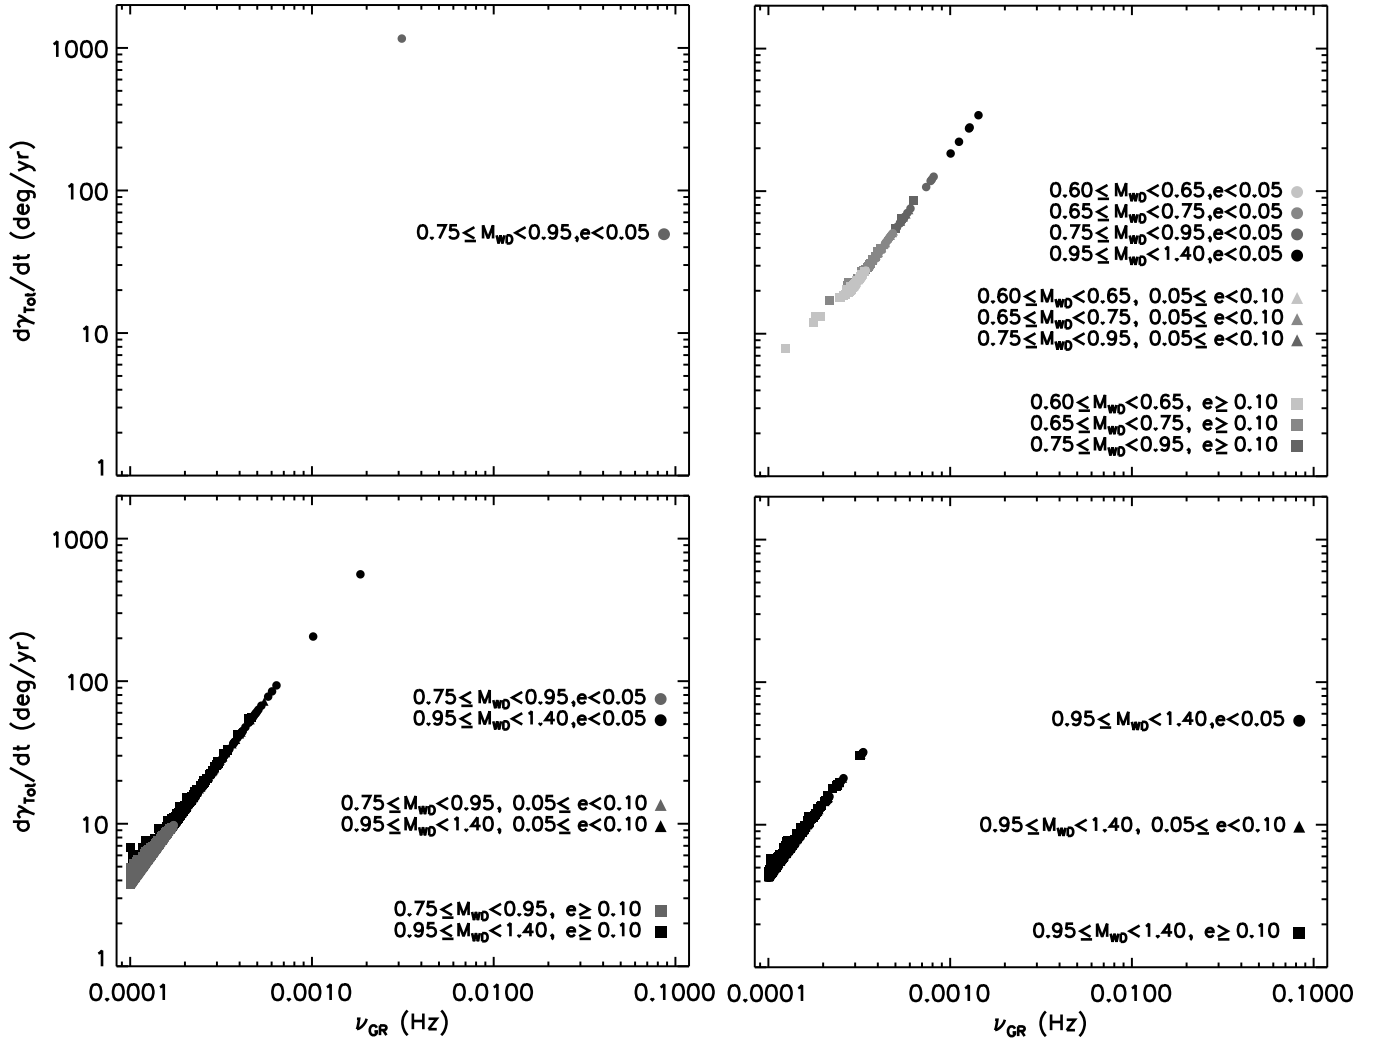 1000
100
10
1
dγTot/dt (deg/yr)
0.75≤ MWD<0.95,e<0.05
0.60≤ MWD<0.65,e<0.05
0.65≤ MWD<0.75,e<0.05
0.75≤ MWD<0.95,e<0.05
0.95≤ MWD<1.40,e<0.05
0.60≤MWD<0.65, 0.05≤ e<0.10
0.65≤MWD<0.75, 0.05≤ e<0.10
0.75≤MWD<0.95, 0.05≤ e<0.10
0.60≤MWD<0.65, e≥ 0.10
0.65≤MWD<0.75, e≥ 0.10
0.75≤MWD<0.95, e≥ 0.10
1000
100
10
1
dγTot/dt (deg/yr)
0.75≤ MWD<0.95,e<0.05
0.95≤ MWD<1.40,e<0.05
0.75≤MWD<0.95, 0.05≤ e<0.10
0.95≤MWD<1.40, 0.05≤ e<0.10
0.75≤MWD<0.95, e≥ 0.10
0.95≤MWD<1.40, e≥ 0.10
0.0001 0.0010 0.0100 0.1000
νGR (Hz)
0.95≤ MWD<1.40,e<0.05
0.95≤MWD<1.40, 0.05≤ e<0.10
0.95≤MWD<1.40, e≥ 0.10
0.0001 0.0010 0.0100 0.1000
νGR (Hz)